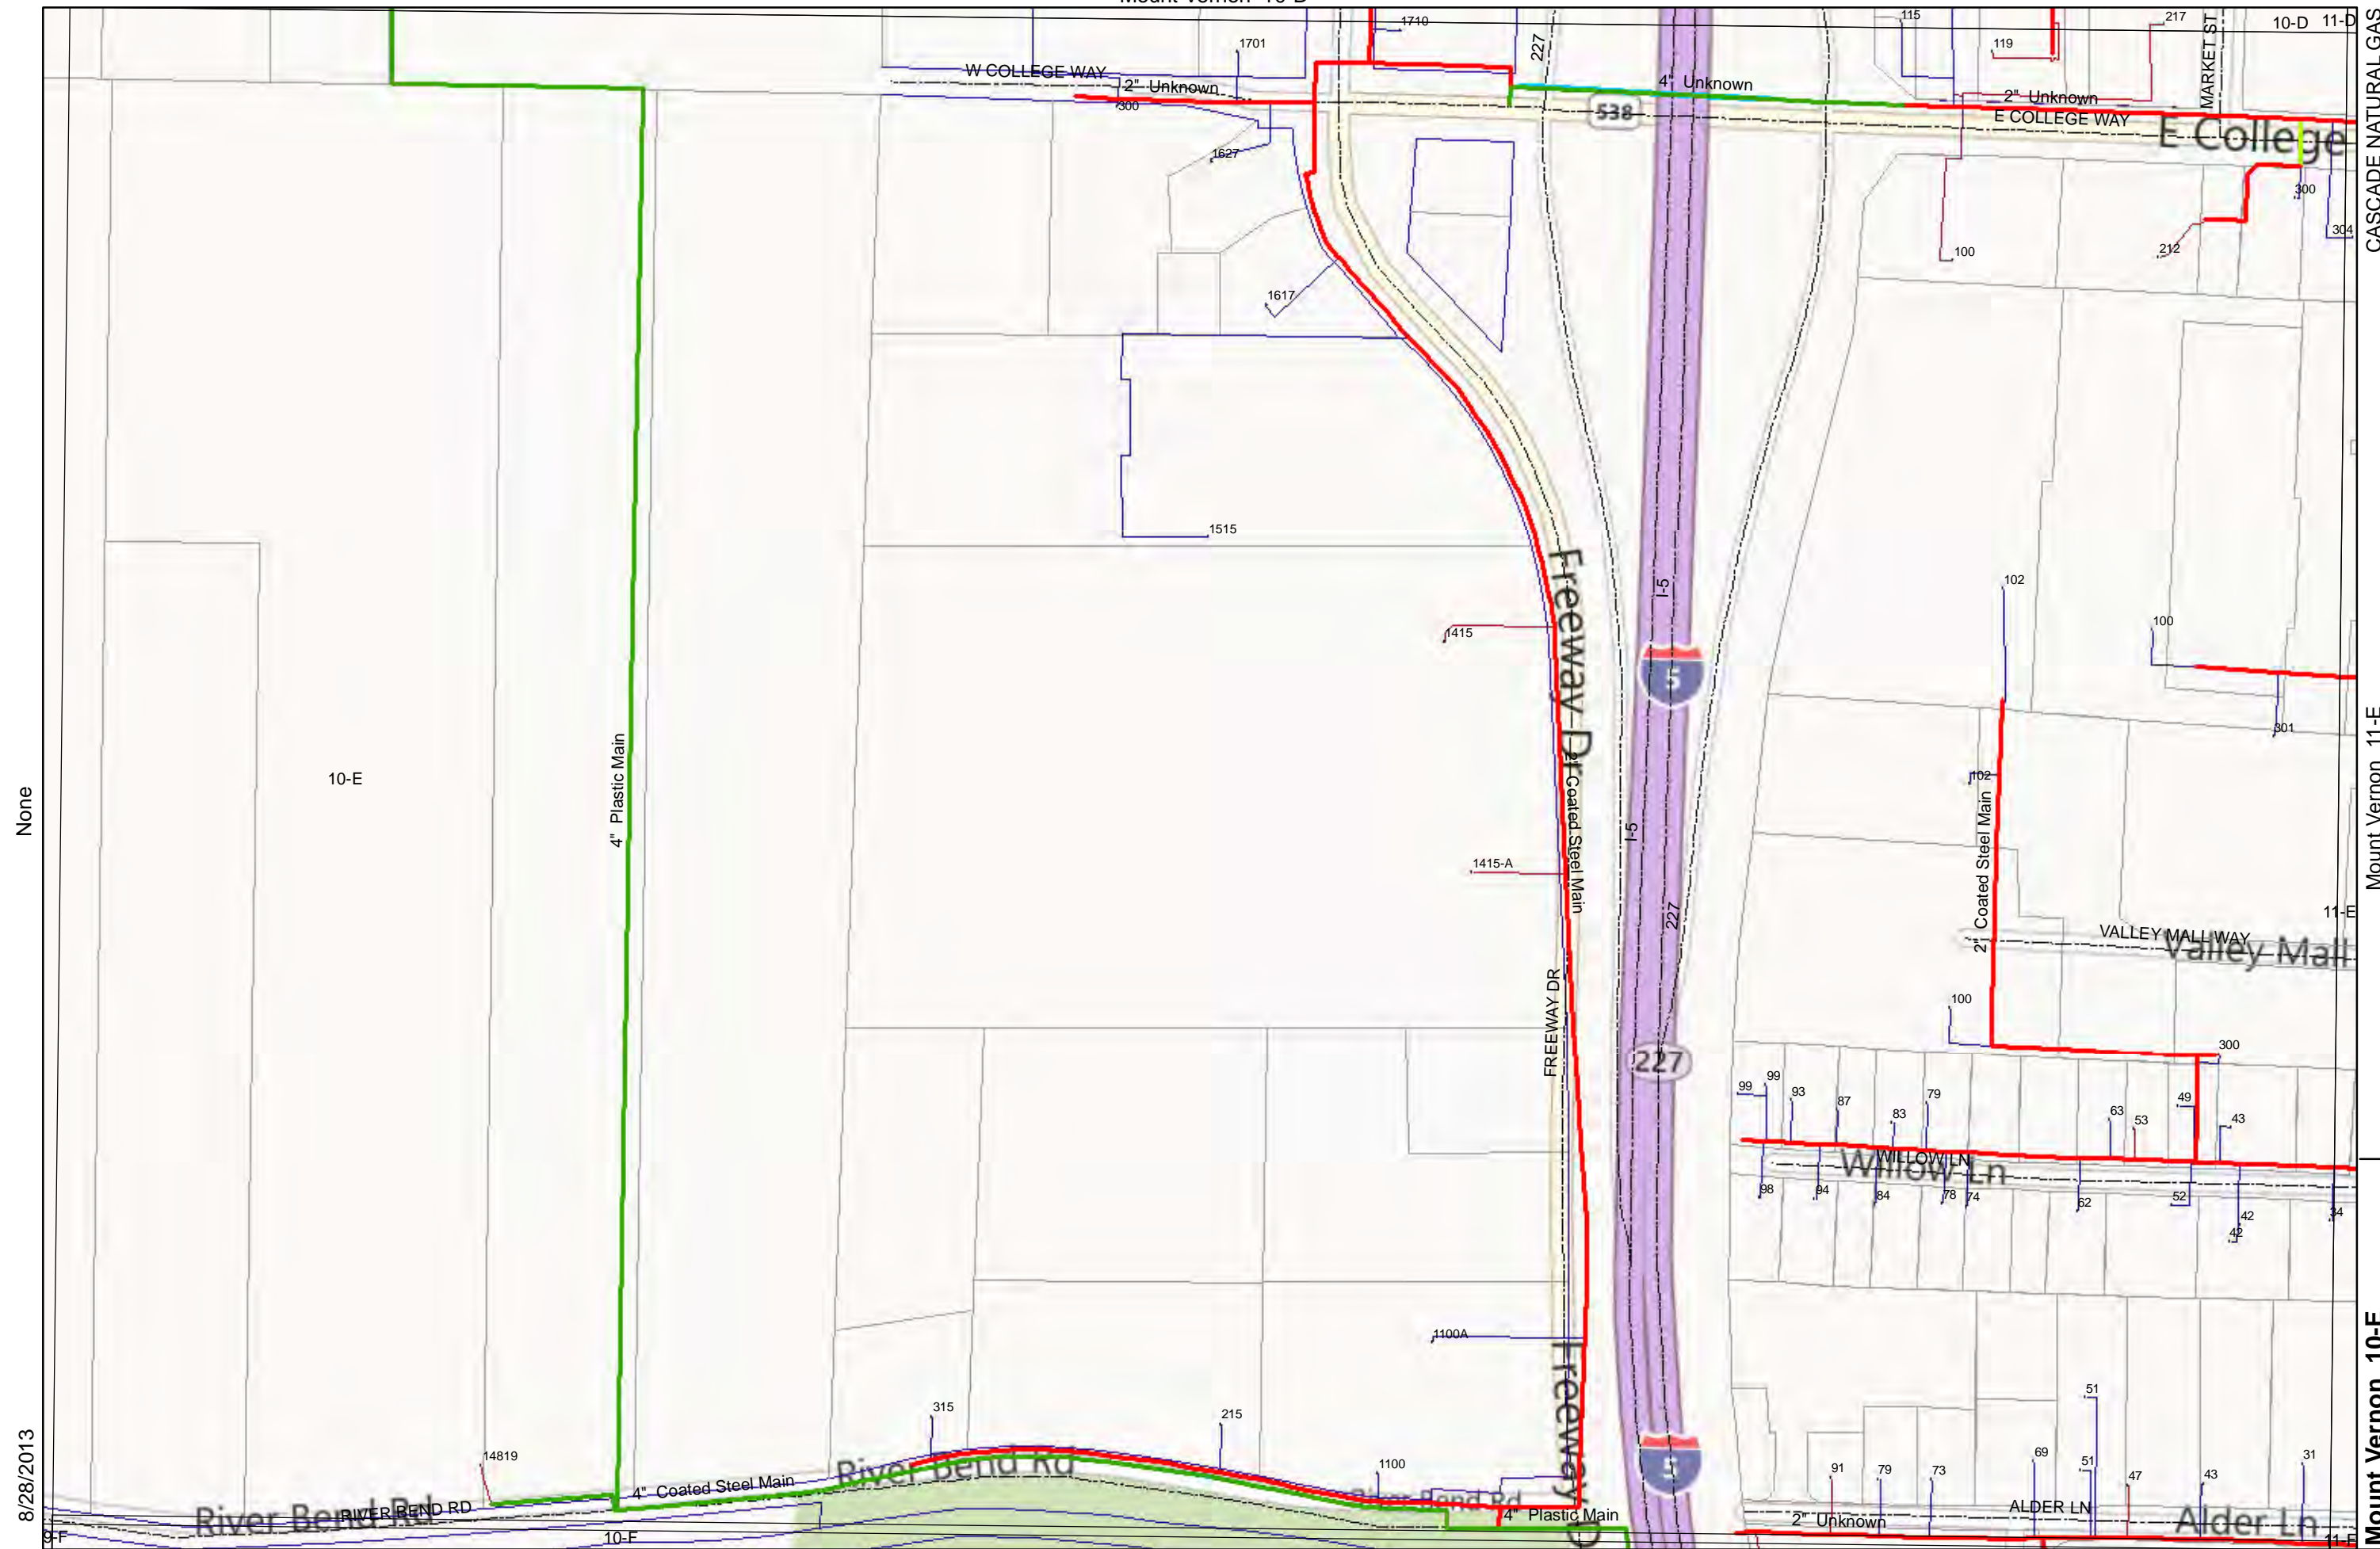 Mount Vernon 10-D
1710
115
217
10-D
11-D
MARKET ST
CASCADE NATURAL GAS
1701
227
119
W COLLEGE WAY
2" Unknown
300
4" Unknown
538
2" Unknown
E COLLEGE WAY
E College
1627
300
304
212
100
1617
1515
Freeway Dr
I-5
102
100
1415
5
301
102
4" Plastic Main
10-E
None
2" Coated Steel Main
I-5
2" Coated Steel Main
Mount Vernon 11-E
1415-A
227
11-E
VALLEY MALL WAY
Valley Mall
FREEWAY DR
100
227
300
99
99
93
87
83
79
63
53
49
43
WILLOW LN
Willow Ln
98
94
84
78
74
62
52
42
42
34
1100A
Freeway D
Mount Vernon 10-E
51
315
215
14819
8/28/2013
1100
5
91
79
73
69
51
47
43
31
4" Coated Steel Main
River Bend Rd
River Bend Rd
River Bend Rd
RIVER BEND RD
4" Plastic Main
2" Unknown
ALDER LN
Alder Ln
9-F
10-F
11-F